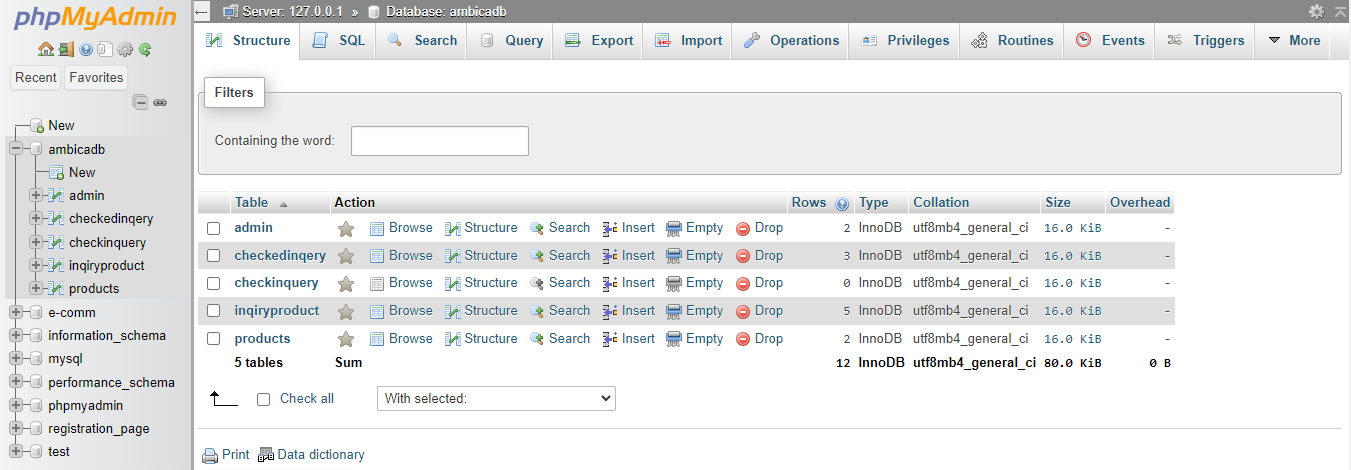 phpMyAdmin
Recent Favorites
New
ambicadb
New
admin
checkedinqery
checkinquery
inqiryproduct
products
e-comm
information_schema
mysql
performance_schema
phpmyadmin
registration_page
test
Server: 127.0.0.1 » Database: ambicadb
Structure SQL Search Query Export Import Operations Privileges Routines Events Triggers More
Filters
Containing the word:
Table Action Rows Type Collation Size Overhead
admin Browse Structure Search Insert Empty Drop 2 InnoDB utf8mb4_general_ci 16.0 KiB -
checkedinqery Browse Structure Search Insert Empty Drop 3 InnoDB utf8mb4_general_ci 16.0 KiB -
checkinquery Browse Structure Search Insert Empty Drop 0 InnoDB utf8mb4_general_ci 16.0 KiB -
inqiryproduct Browse Structure Search Insert Empty Drop 5 InnoDB utf8mb4_general_ci 16.0 KiB -
products Browse Structure Search Insert Empty Drop 2 InnoDB utf8mb4_general_ci 16.0 KiB -
5 tables Sum 12 InnoDB utf8mb4_general_ci 80.0 KiB 0 B
Check all With selected:
Print Data dictionary